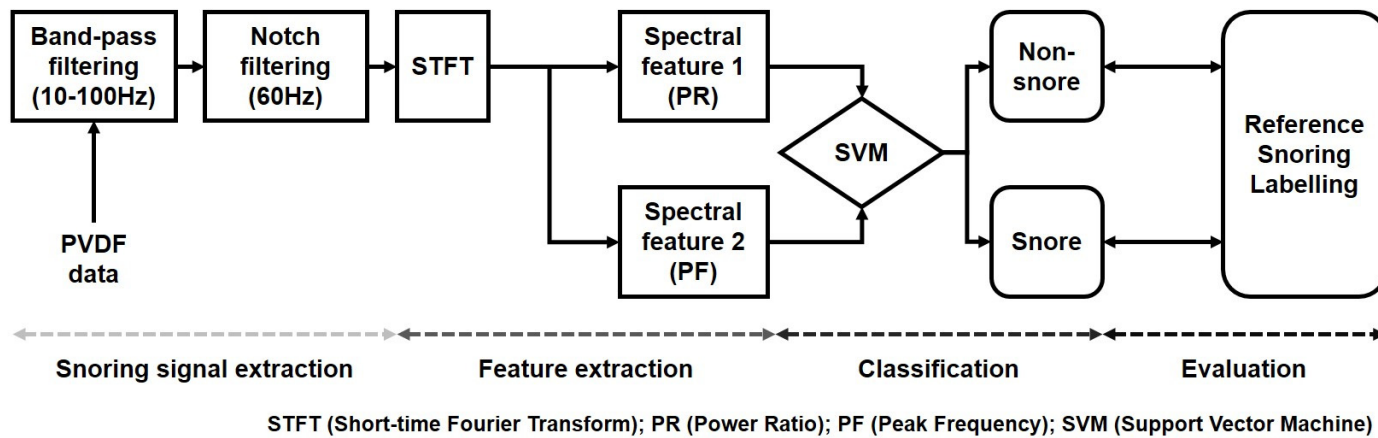 Band-pass
filtering
(10-100Hz)
Notch
filtering
(60Hz)
STFT
Spectral
feature 1
(PR)
Non-
snore
Reference
Snoring
Labelling
SVM
PVDF
data
Spectral
feature 2
(PF)
Snore
Snoring signal extraction
Feature extraction
Classification
Evaluation
STFT (Short-time Fourier Transform); PR (Power Ratio); PF (Peak Frequency); SVM (Support Vector Machine)